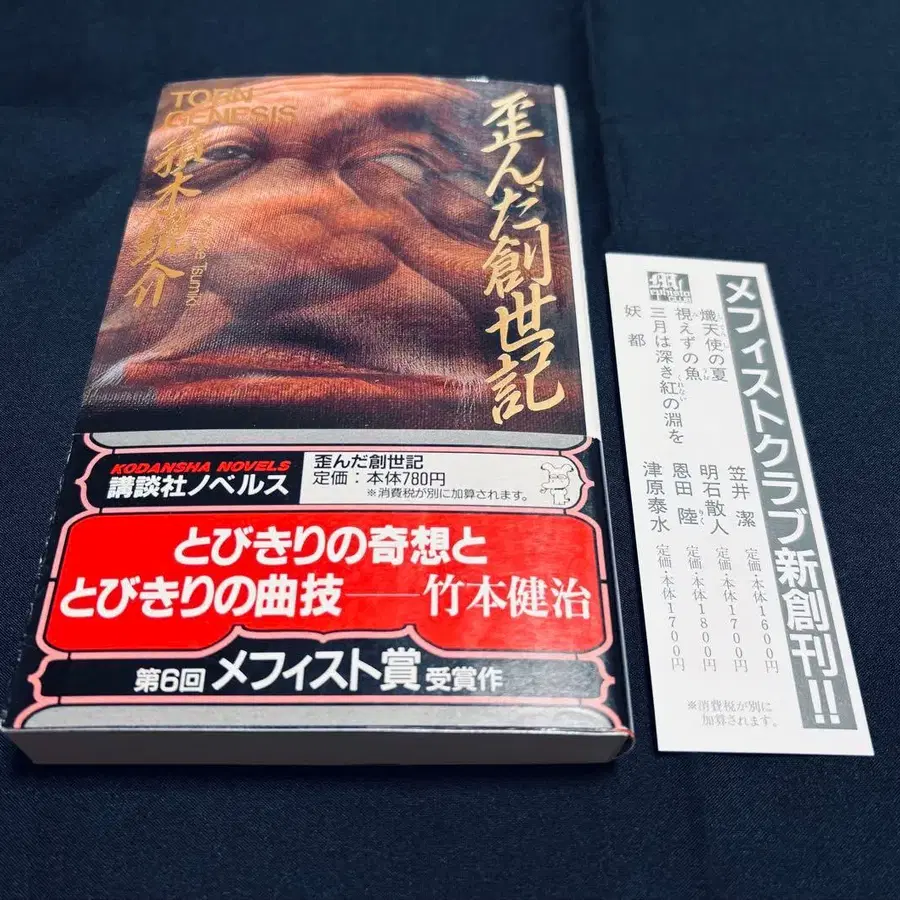 TORN
GENESIS
積木鏡介
Tsumiki
歪んだ創世記
KODANSHA NOVELS
講談社ノベルス
歪んだ創世記
定価：本体780円
※消費税が別に加算されます。
とびきりの奇想と
とびきりの曲技──竹本健治
第6回 メフィスト賞 受賞作
メフィストクラブ新創刊!!
熾天使の夏 笠井 潔 定価・本体1600円
視えずの魚 明石散人 定価・本体1700円
三月は深き紅の淵を 恩田 陸 定価・本体1800円
妖都 津原泰水 定価・本体1700円
※消費税が別に
加算されます。